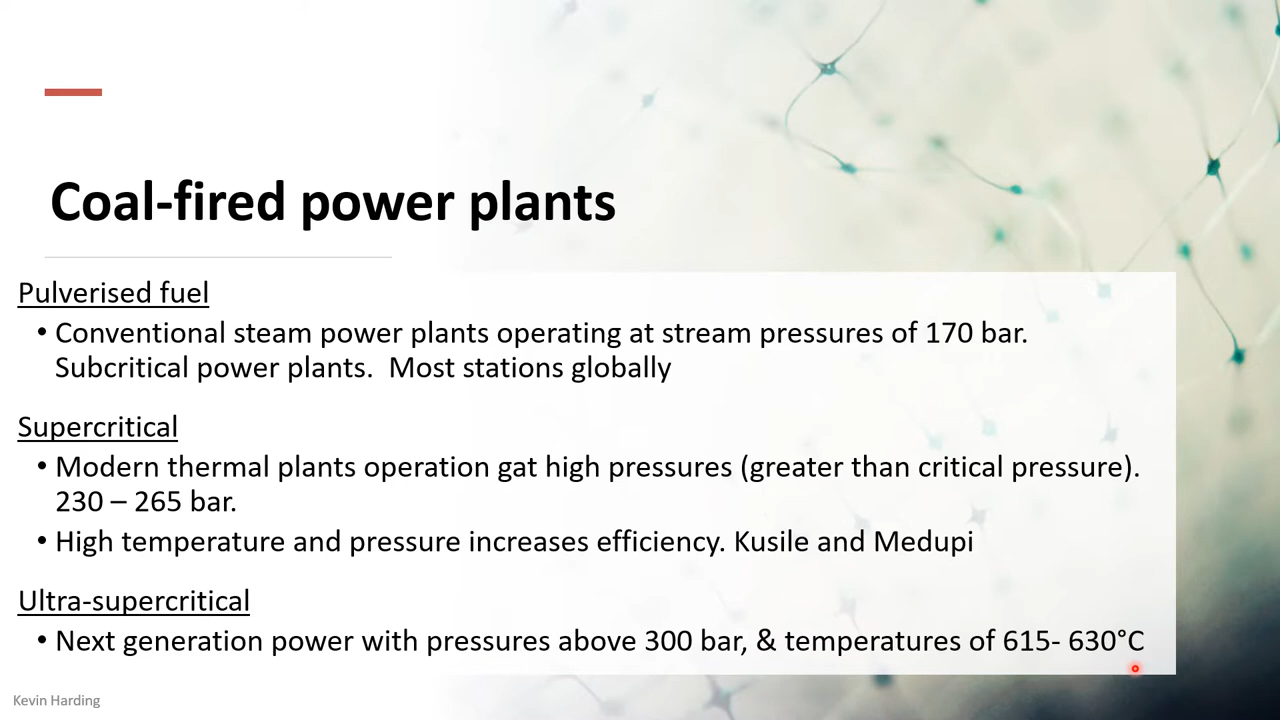 Coal-fired power plants
Pulverised fuel
• Conventional steam power plants operating at stream pressures of 170 bar.
Subcritical power plants.  Most stations globally
Supercritical
• Modern thermal plants operation gat high pressures (greater than critical pressure).
230 – 265 bar.
• High temperature and pressure increases efficiency. Kusile and Medupi
Ultra-supercritical
• Next generation power with pressures above 300 bar, & temperatures of 615- 630°C
Kevin Harding